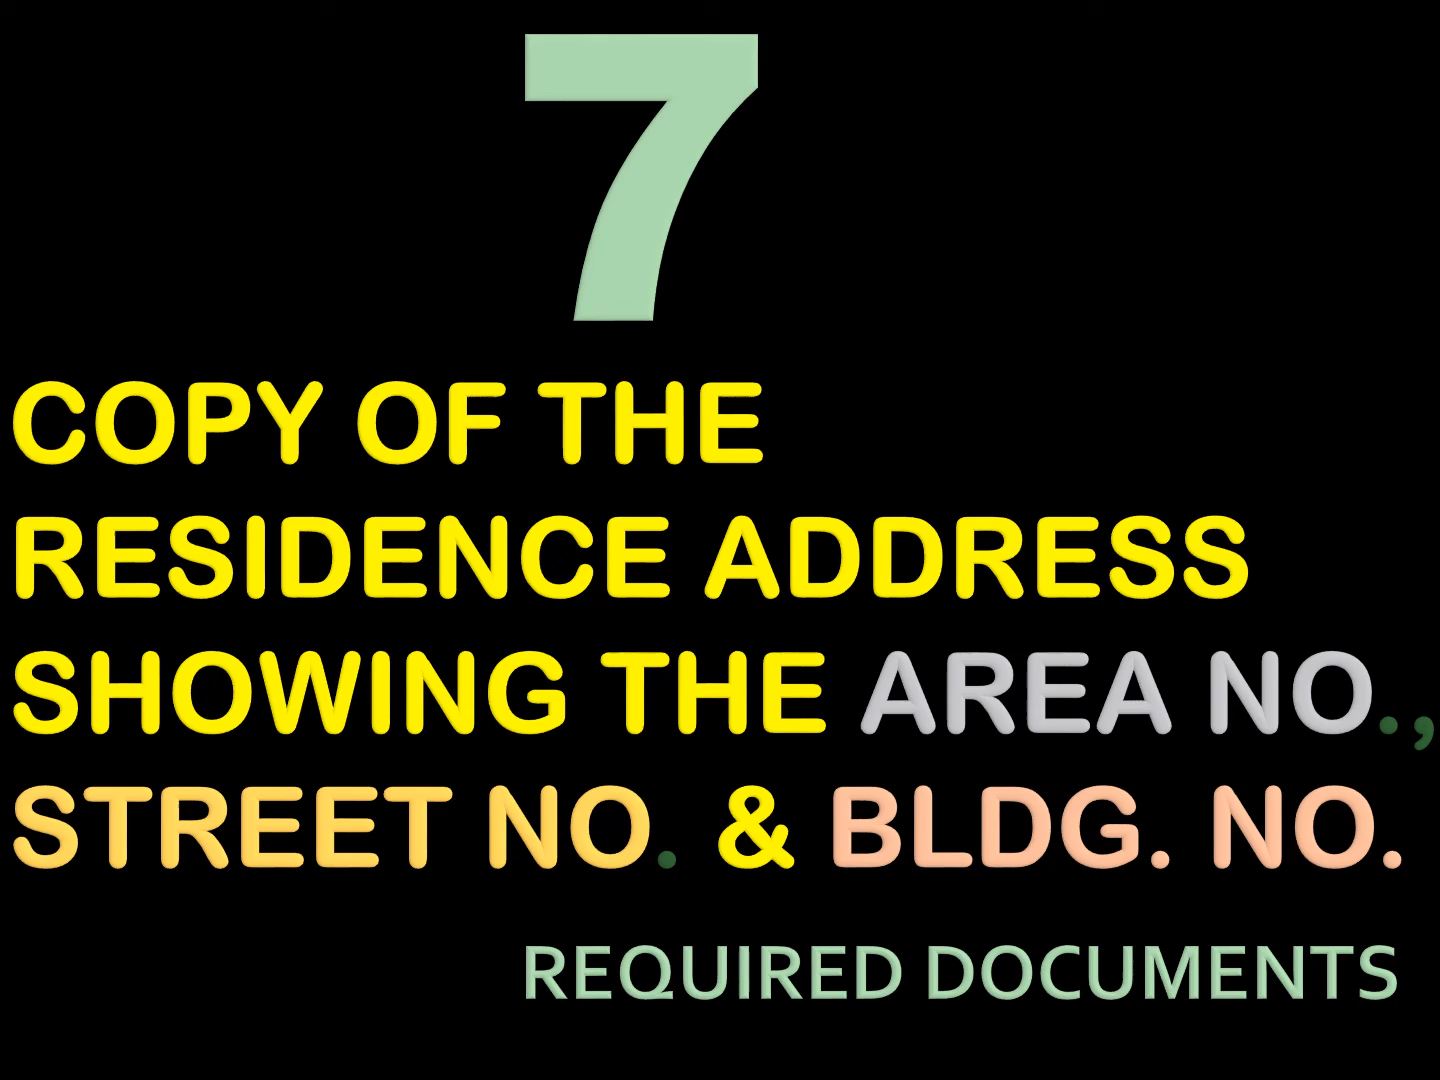 7
COPY OF THE
RESIDENCE ADDRESS
SHOWING THE AREA NO.,
STREET NO. & BLDG. NO.
REQUIRED DOCUMENTS